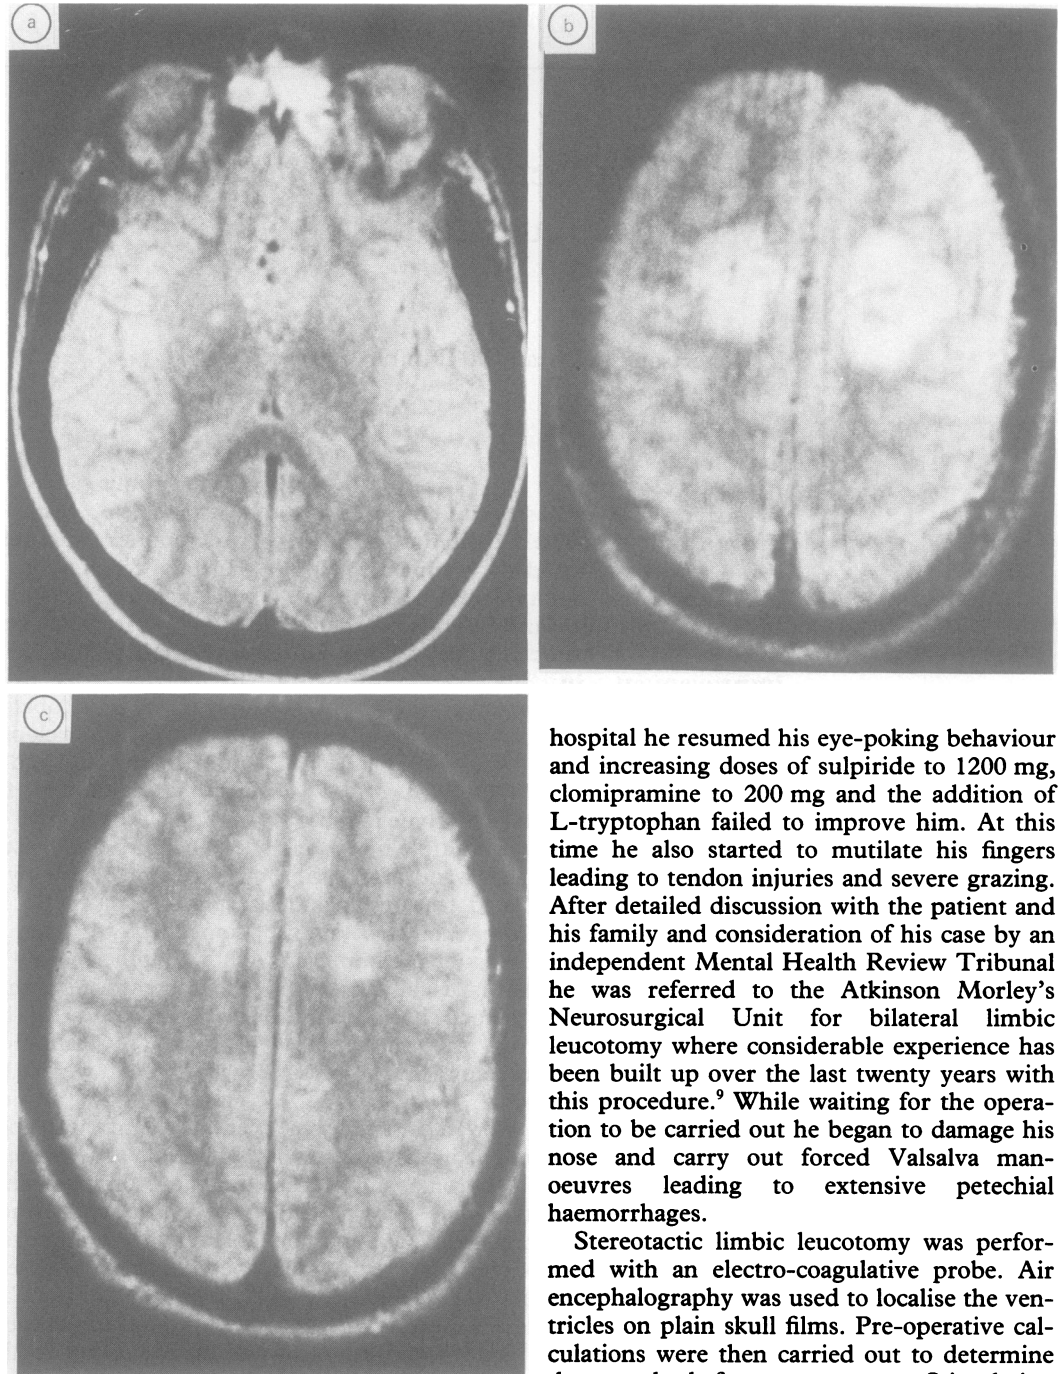 a
b
c
hospital he resumed his eye-poking behaviour
and increasing doses of sulpiride to 1200 mg,
clomipramine to 200 mg and the addition of
L-tryptophan failed to improve him. At this
time he also started to mutilate his fingers
leading to tendon injuries and severe grazing.
After detailed discussion with the patient and
his family and consideration of his case by an
independent Mental Health Review Tribunal
he was referred to the Atkinson Morley's
Neurosurgical Unit for bilateral limbic
leucotomy where considerable experience has
been built up over the last twenty years with
this procedure.⁹ While waiting for the opera-
tion to be carried out he began to damage his
nose and carry out forced Valsalva man-
oeuvres leading to extensive petechial
haemorrhages.
Stereotactic limbic leucotomy was perfor-
med with an electro-coagulative probe. Air
encephalography was used to localise the ven-
tricles on plain skull films. Pre-operative cal-
culations were then carried out to determine